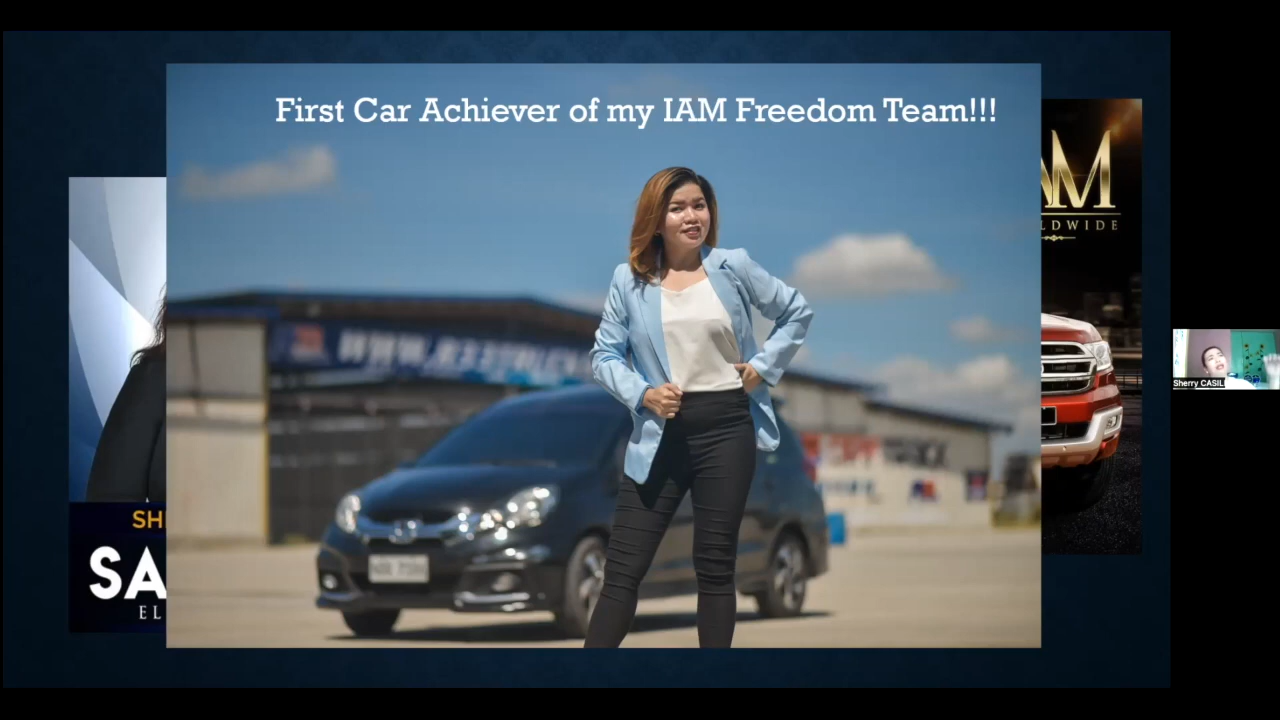 First Car Achiever of my IAM Freedom Team!!!
AM
LDWIDE
SH
SA
EL
Sherry CASIL